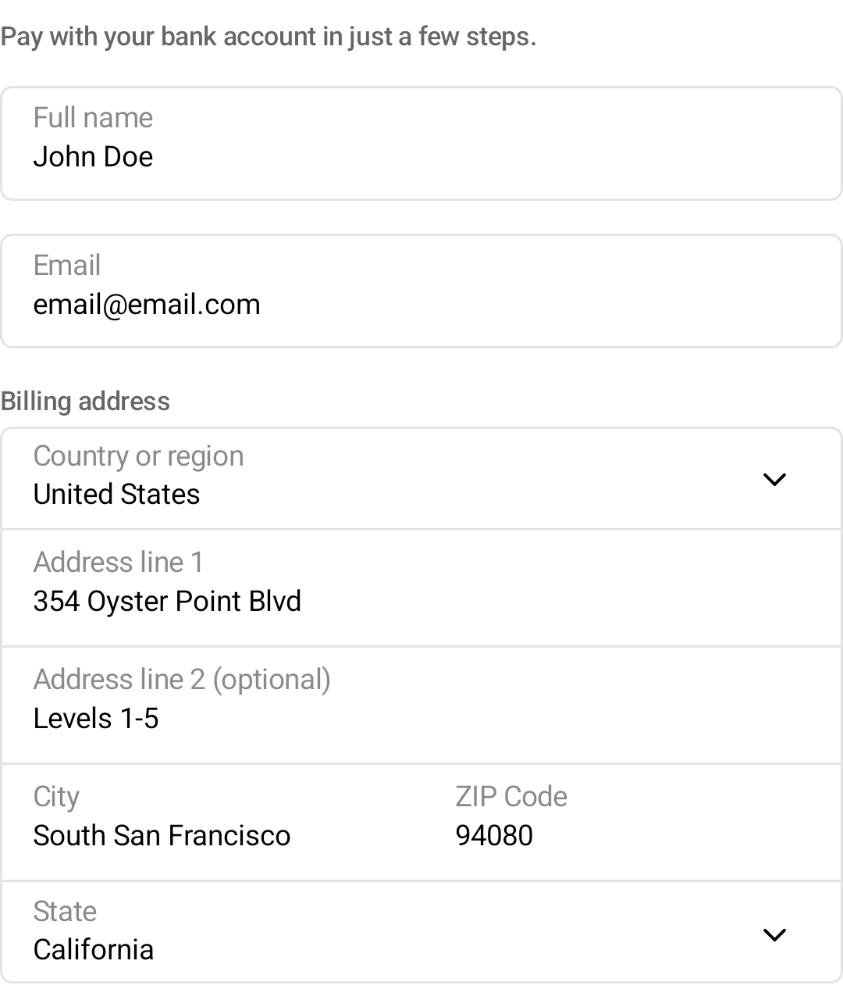 Pay with your bank account in just a few steps.
Full name
John Doe
Email
email@email.com
Billing address
Country or region
United States
Address line 1
354 Oyster Point Blvd
Address line 2 (optional)
Levels 1-5
City
South San Francisco
ZIP Code
94080
State
California